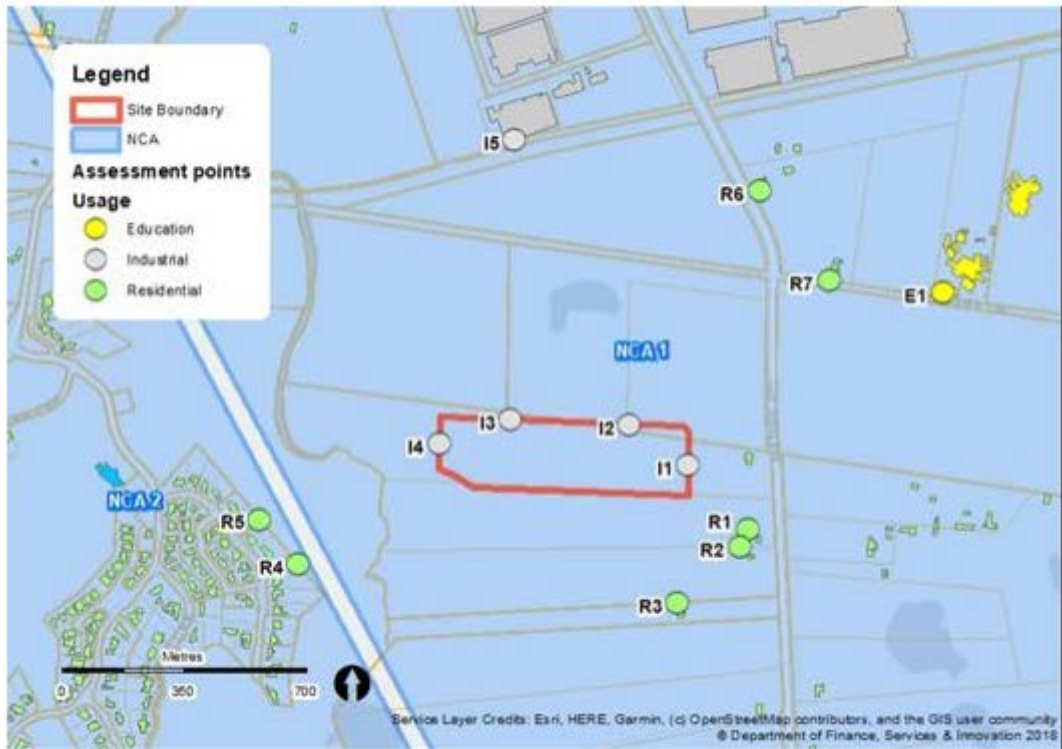 Legend
Site Boundary
NCA
Assessment points
Usage
Education
Industrial
Residential
I5
R6
R7
E1
NCA 1
I3
I2
I4
I1
NCA 2
R5
R1
R2
R4
R3
Metres
0 350 700
Service Layer Credits: Esri, HERE, Garmin, (c) OpenStreetMap contributors, and the GIS user community
© Department of Finance, Services & Innovation 2018